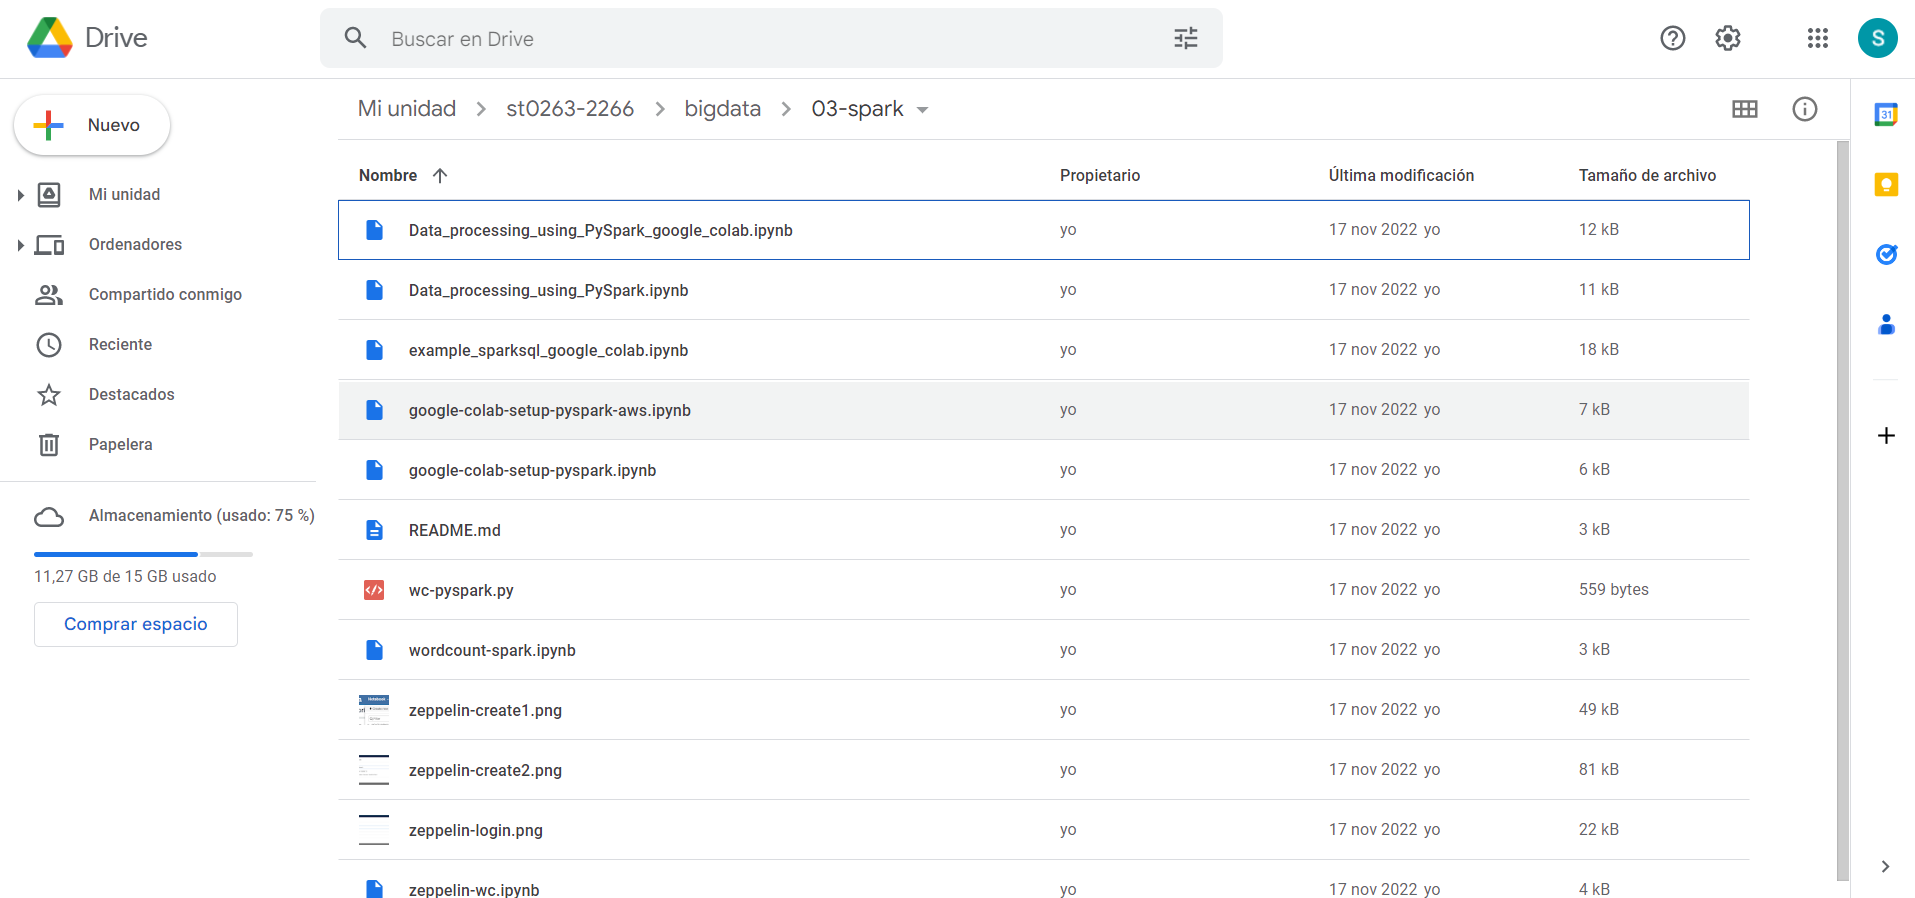 Drive
Buscar en Drive
S
Nuevo
Mi unidad
Ordenadores
Compartido conmigo
Reciente
Destacados
Papelera
Almacenamiento (usado: 75 %)
11,27 GB de 15 GB usado
Comprar espacio
Mi unidad > st0263-2266 > bigdata > 03-spark
Nombre Propietario Última modificación Tamaño de archivo
Data_processing_using_PySpark_google_colab.ipynb yo 17 nov 2022 yo 12 kB
Data_processing_using_PySpark.ipynb yo 17 nov 2022 yo 11 kB
example_sparksql_google_colab.ipynb yo 17 nov 2022 yo 18 kB
google-colab-setup-pyspark-aws.ipynb yo 17 nov 2022 yo 7 kB
google-colab-setup-pyspark.ipynb yo 17 nov 2022 yo 6 kB
README.md yo 17 nov 2022 yo 3 kB
wc-pyspark.py yo 17 nov 2022 yo 559 bytes
wordcount-spark.ipynb yo 17 nov 2022 yo 3 kB
zeppelin-create1.png yo 17 nov 2022 yo 49 kB
zeppelin-create2.png yo 17 nov 2022 yo 81 kB
zeppelin-login.png yo 17 nov 2022 yo 22 kB
zeppelin-wc.ipynb yo 17 nov 2022 yo 4 kB
31